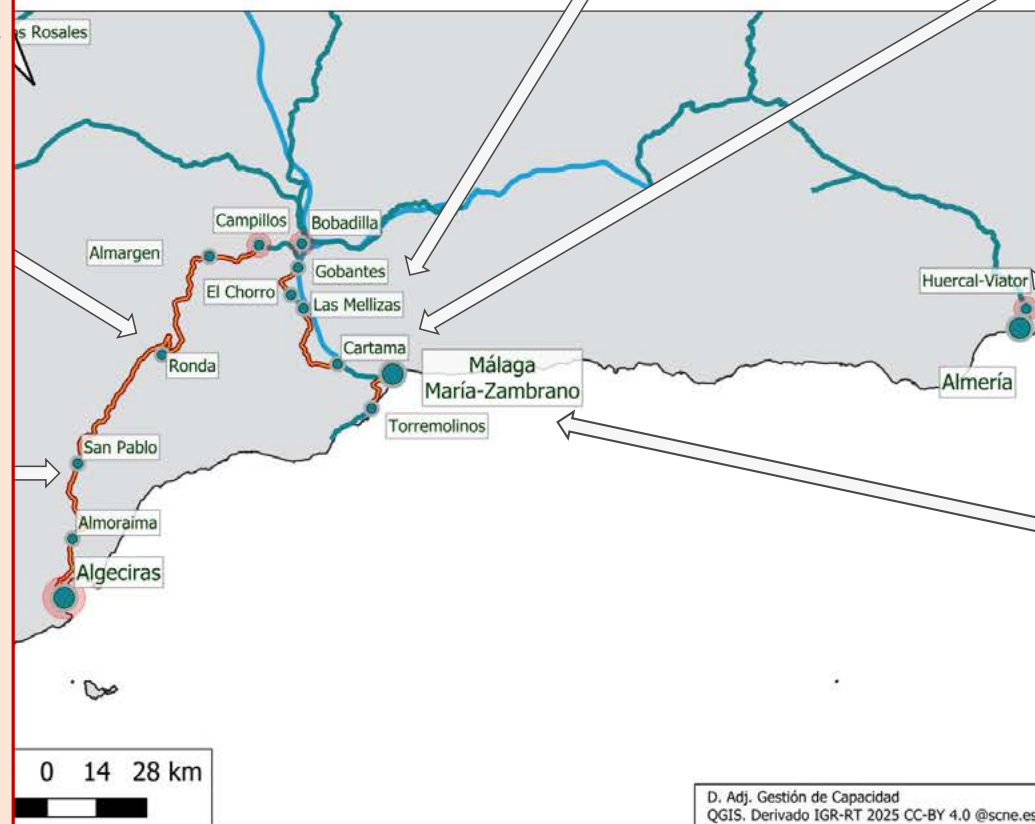 s Rosales
Campillos
Bobadilla
Almargen
Gobantes
El Chorro
Las Mellizas
Huercal-Viator
Cartama
Ronda
Málaga
María-Zambrano
Almería
Torremolinos
San Pablo
Almoraima
Algeciras
0 14 28 km
D. Adj. Gestión de Capacidad
QGIS. Derivado IGR-RT 2025 CC-BY 4.0 @scne.es